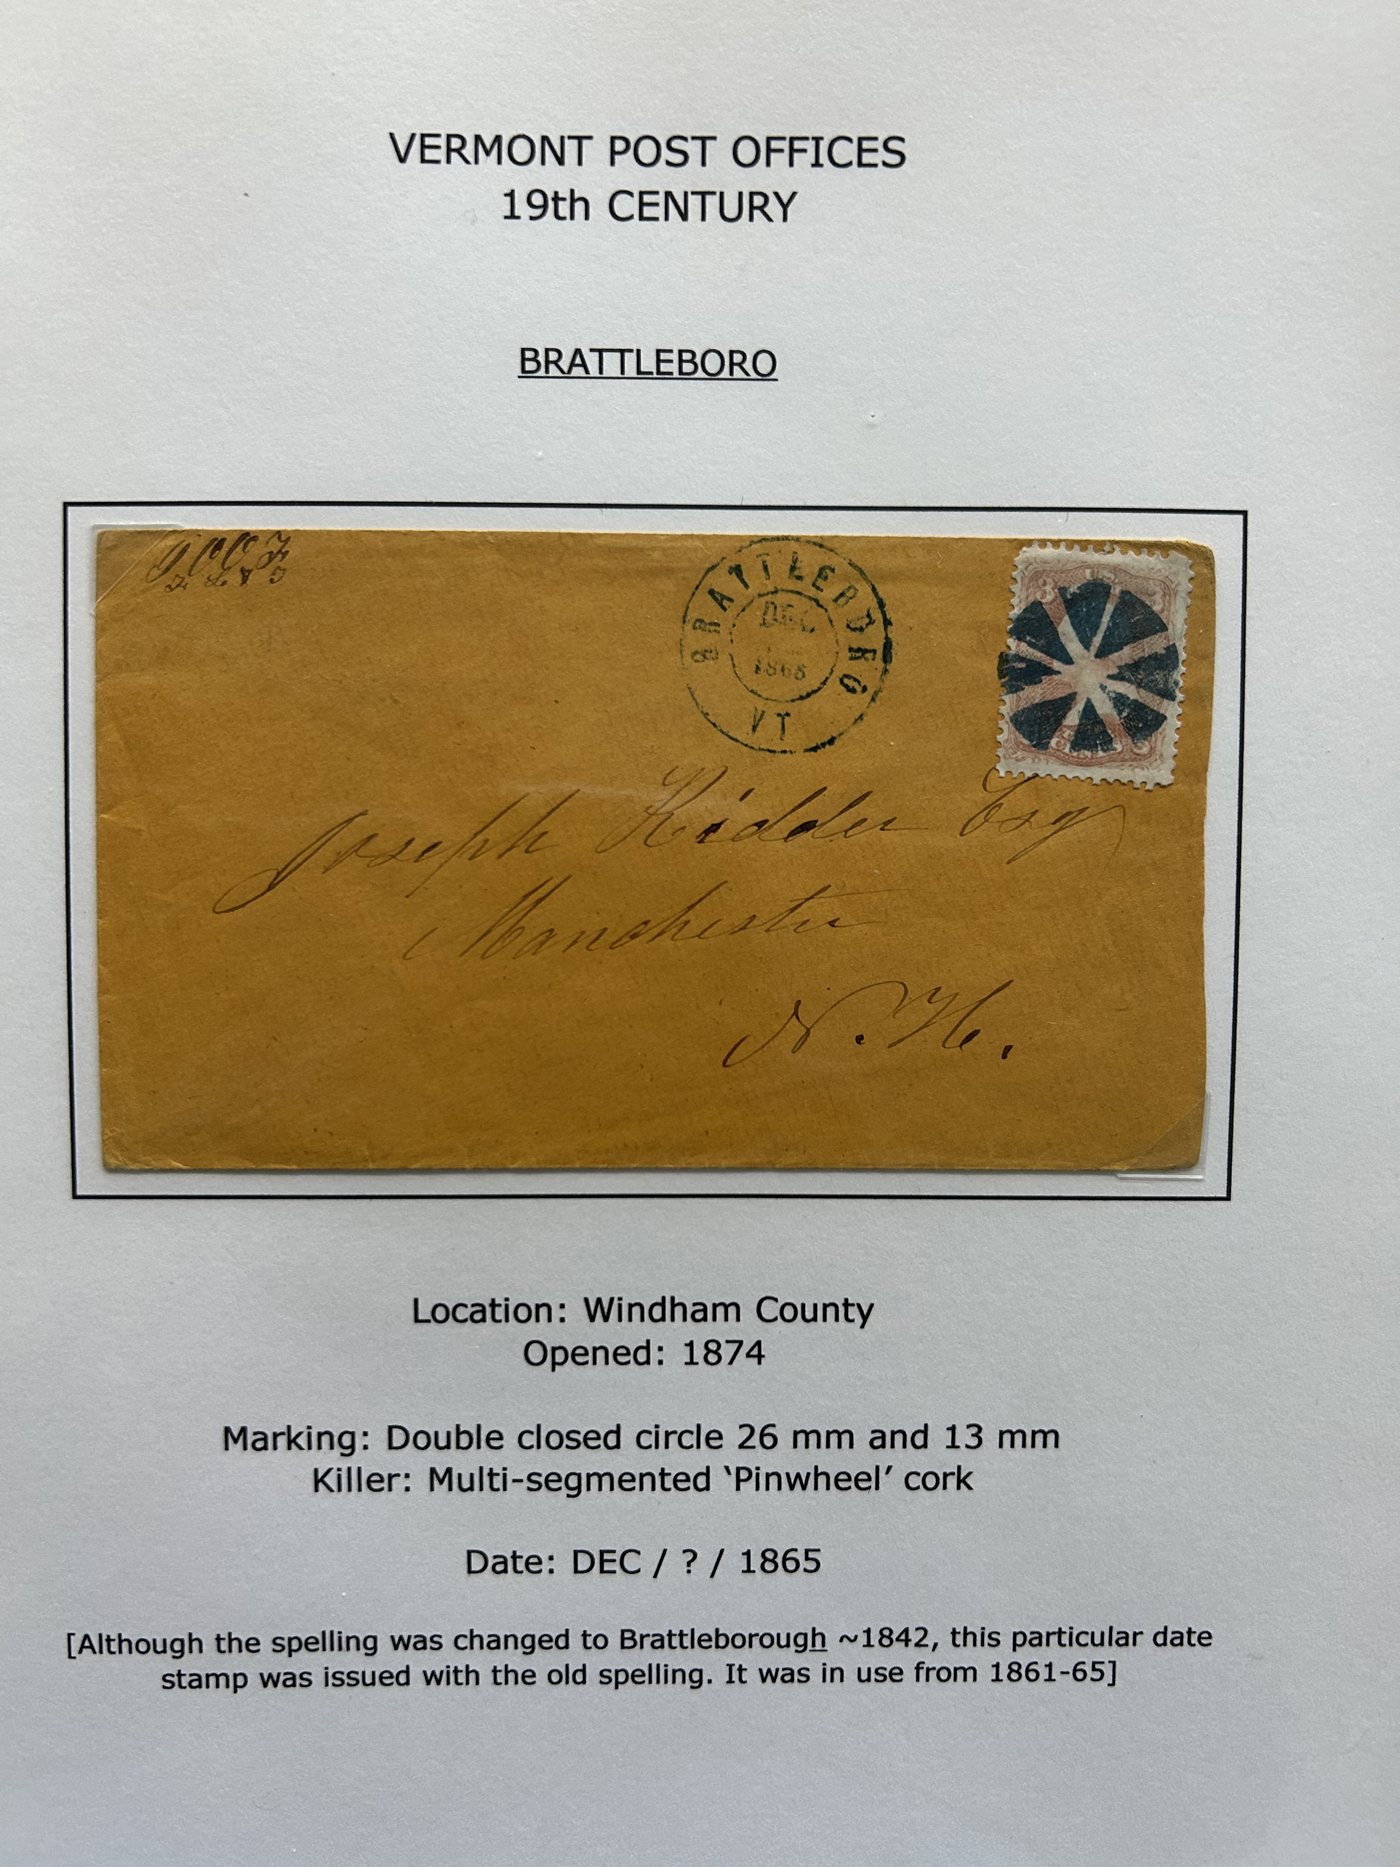 VERMONT POST OFFICES
19th CENTURY
BRATTLEBORO
I O O F
BRATTLEBORO
DEC
1865
VT
3 U.S. 3
Joseph Kidder Esq
Manchester
N. H.
Location: Windham County
Opened: 1874
Marking: Double closed circle 26 mm and 13 mm
Killer: Multi-segmented ‘Pinwheel’ cork
Date: DEC / ? / 1865
[Although the spelling was changed to Brattleborough ~1842, this particular date
stamp was issued with the old spelling. It was in use from 1861-65]